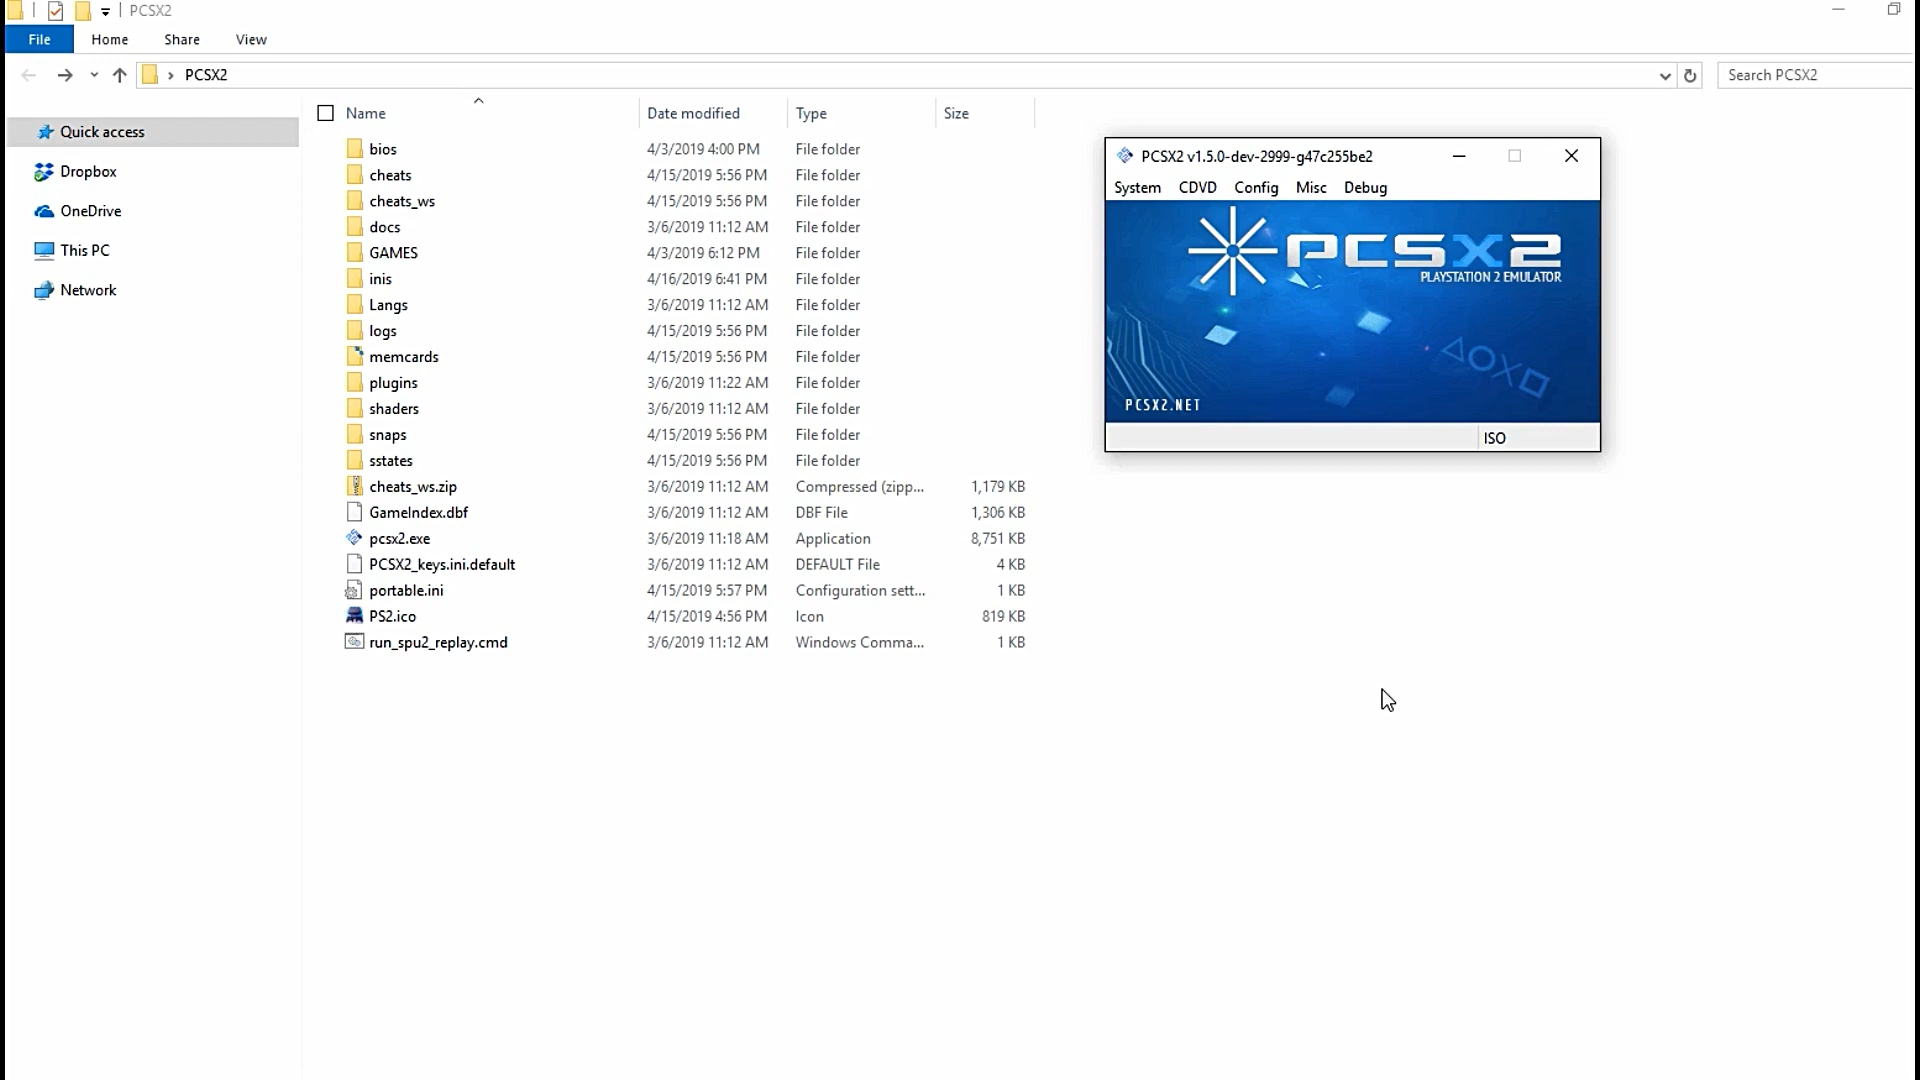 PCSX2
File Home Share View
PCSX2
Search PCSX2
Name Date modified Type Size
Quick access
Dropbox
OneDrive
This PC
Network
bios 4/3/2019 4:00 PM File folder
cheats 4/15/2019 5:56 PM File folder
cheats_ws 4/15/2019 5:56 PM File folder
docs 3/6/2019 11:12 AM File folder
GAMES 4/3/2019 6:12 PM File folder
inis 4/16/2019 6:41 PM File folder
Langs 3/6/2019 11:12 AM File folder
logs 4/15/2019 5:56 PM File folder
memcards 4/15/2019 5:56 PM File folder
plugins 3/6/2019 11:22 AM File folder
shaders 3/6/2019 11:12 AM File folder
snaps 4/15/2019 5:56 PM File folder
sstates 4/15/2019 5:56 PM File folder
cheats_ws.zip 3/6/2019 11:12 AM Compressed (zipp... 1,179 KB
GameIndex.dbf 3/6/2019 11:12 AM DBF File 1,306 KB
pcsx2.exe 3/6/2019 11:18 AM Application 8,751 KB
PCSX2_keys.ini.default 3/6/2019 11:12 AM DEFAULT File 4 KB
portable.ini 4/15/2019 5:57 PM Configuration sett... 1 KB
PS2.ico 4/15/2019 4:56 PM Icon 819 KB
run_spu2_replay.cmd 3/6/2019 11:12 AM Windows Comma... 1 KB
PCSX2 v1.5.0-dev-2999-g47c255be2
System CDVD Config Misc Debug
PCSX2
PLAYSTATION 2 EMULATOR
PCSX2.NET
ISO